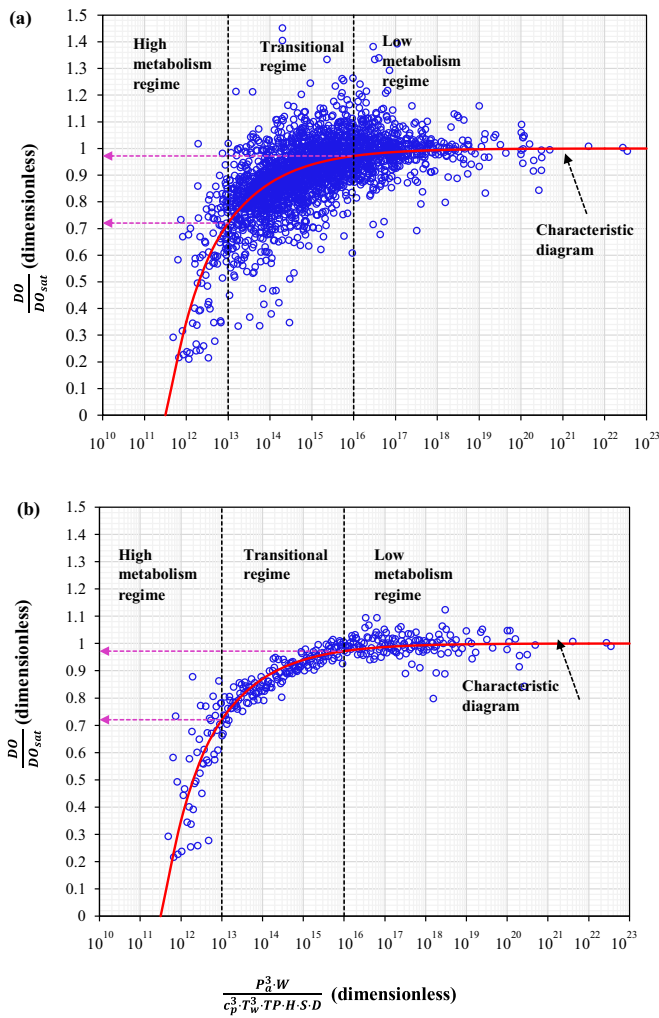 (a)
1.5
1.4
1.3
1.2
1.1
1
0.9
0.8
0.7
0.6
0.5
0.4
0.3
0.2
0.1
0
DO/DO_sat (dimensionless)
High
metabolism
regime
Transitional
regime
Low
metabolism
regime
Characteristic
diagram
10^10 10^11 10^12 10^13 10^14 10^15 10^16 10^17 10^18 10^19 10^20 10^21 10^22 10^23
(b)
1.5
1.4
1.3
1.2
1.1
1
0.9
0.8
0.7
0.6
0.5
0.4
0.3
0.2
0.1
0
DO/DO_sat (dimensionless)
High
metabolism
regime
Transitional
regime
Low
metabolism
regime
Characteristic
diagram
10^10 10^11 10^12 10^13 10^14 10^15 10^16 10^17 10^18 10^19 10^20 10^21 10^22 10^23
P_a^3·W
c_p^3·T_w^3·TP·H·S·D (dimensionless)